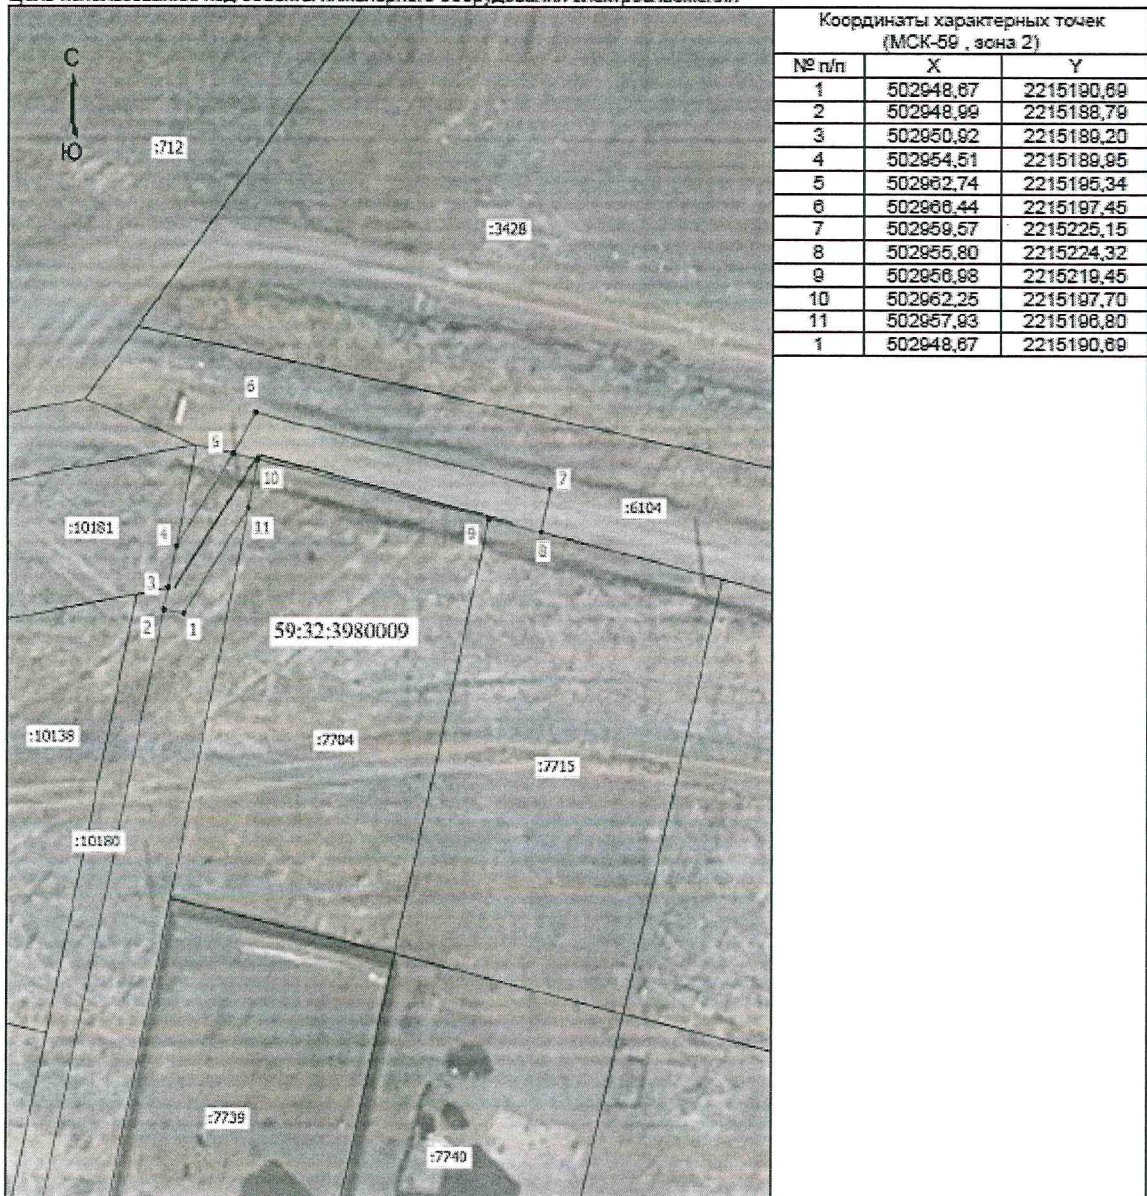 Координаты характерных точек
(МСК-59 , зона 2)
№ п/п X Y
1 502948,67 2215190,69
2 502948,99 2215188,79
3 502950,92 2215189,20
4 502954,51 2215189,95
5 502962,74 2215195,34
6 502966,44 2215197,45
7 502959,57 2215225,15
8 502955,80 2215224,32
9 502956,98 2215219,45
10 502962,25 2215197,70
11 502957,93 2215196,80
1 502948,67 2215190,69
С
Ю
:712
:3428
6
5
10
7
:6104
:10181
11
4
9
8
3
2
1
59:32:3980009
:10138
:7704
:7715
:10180
:7739
:7740